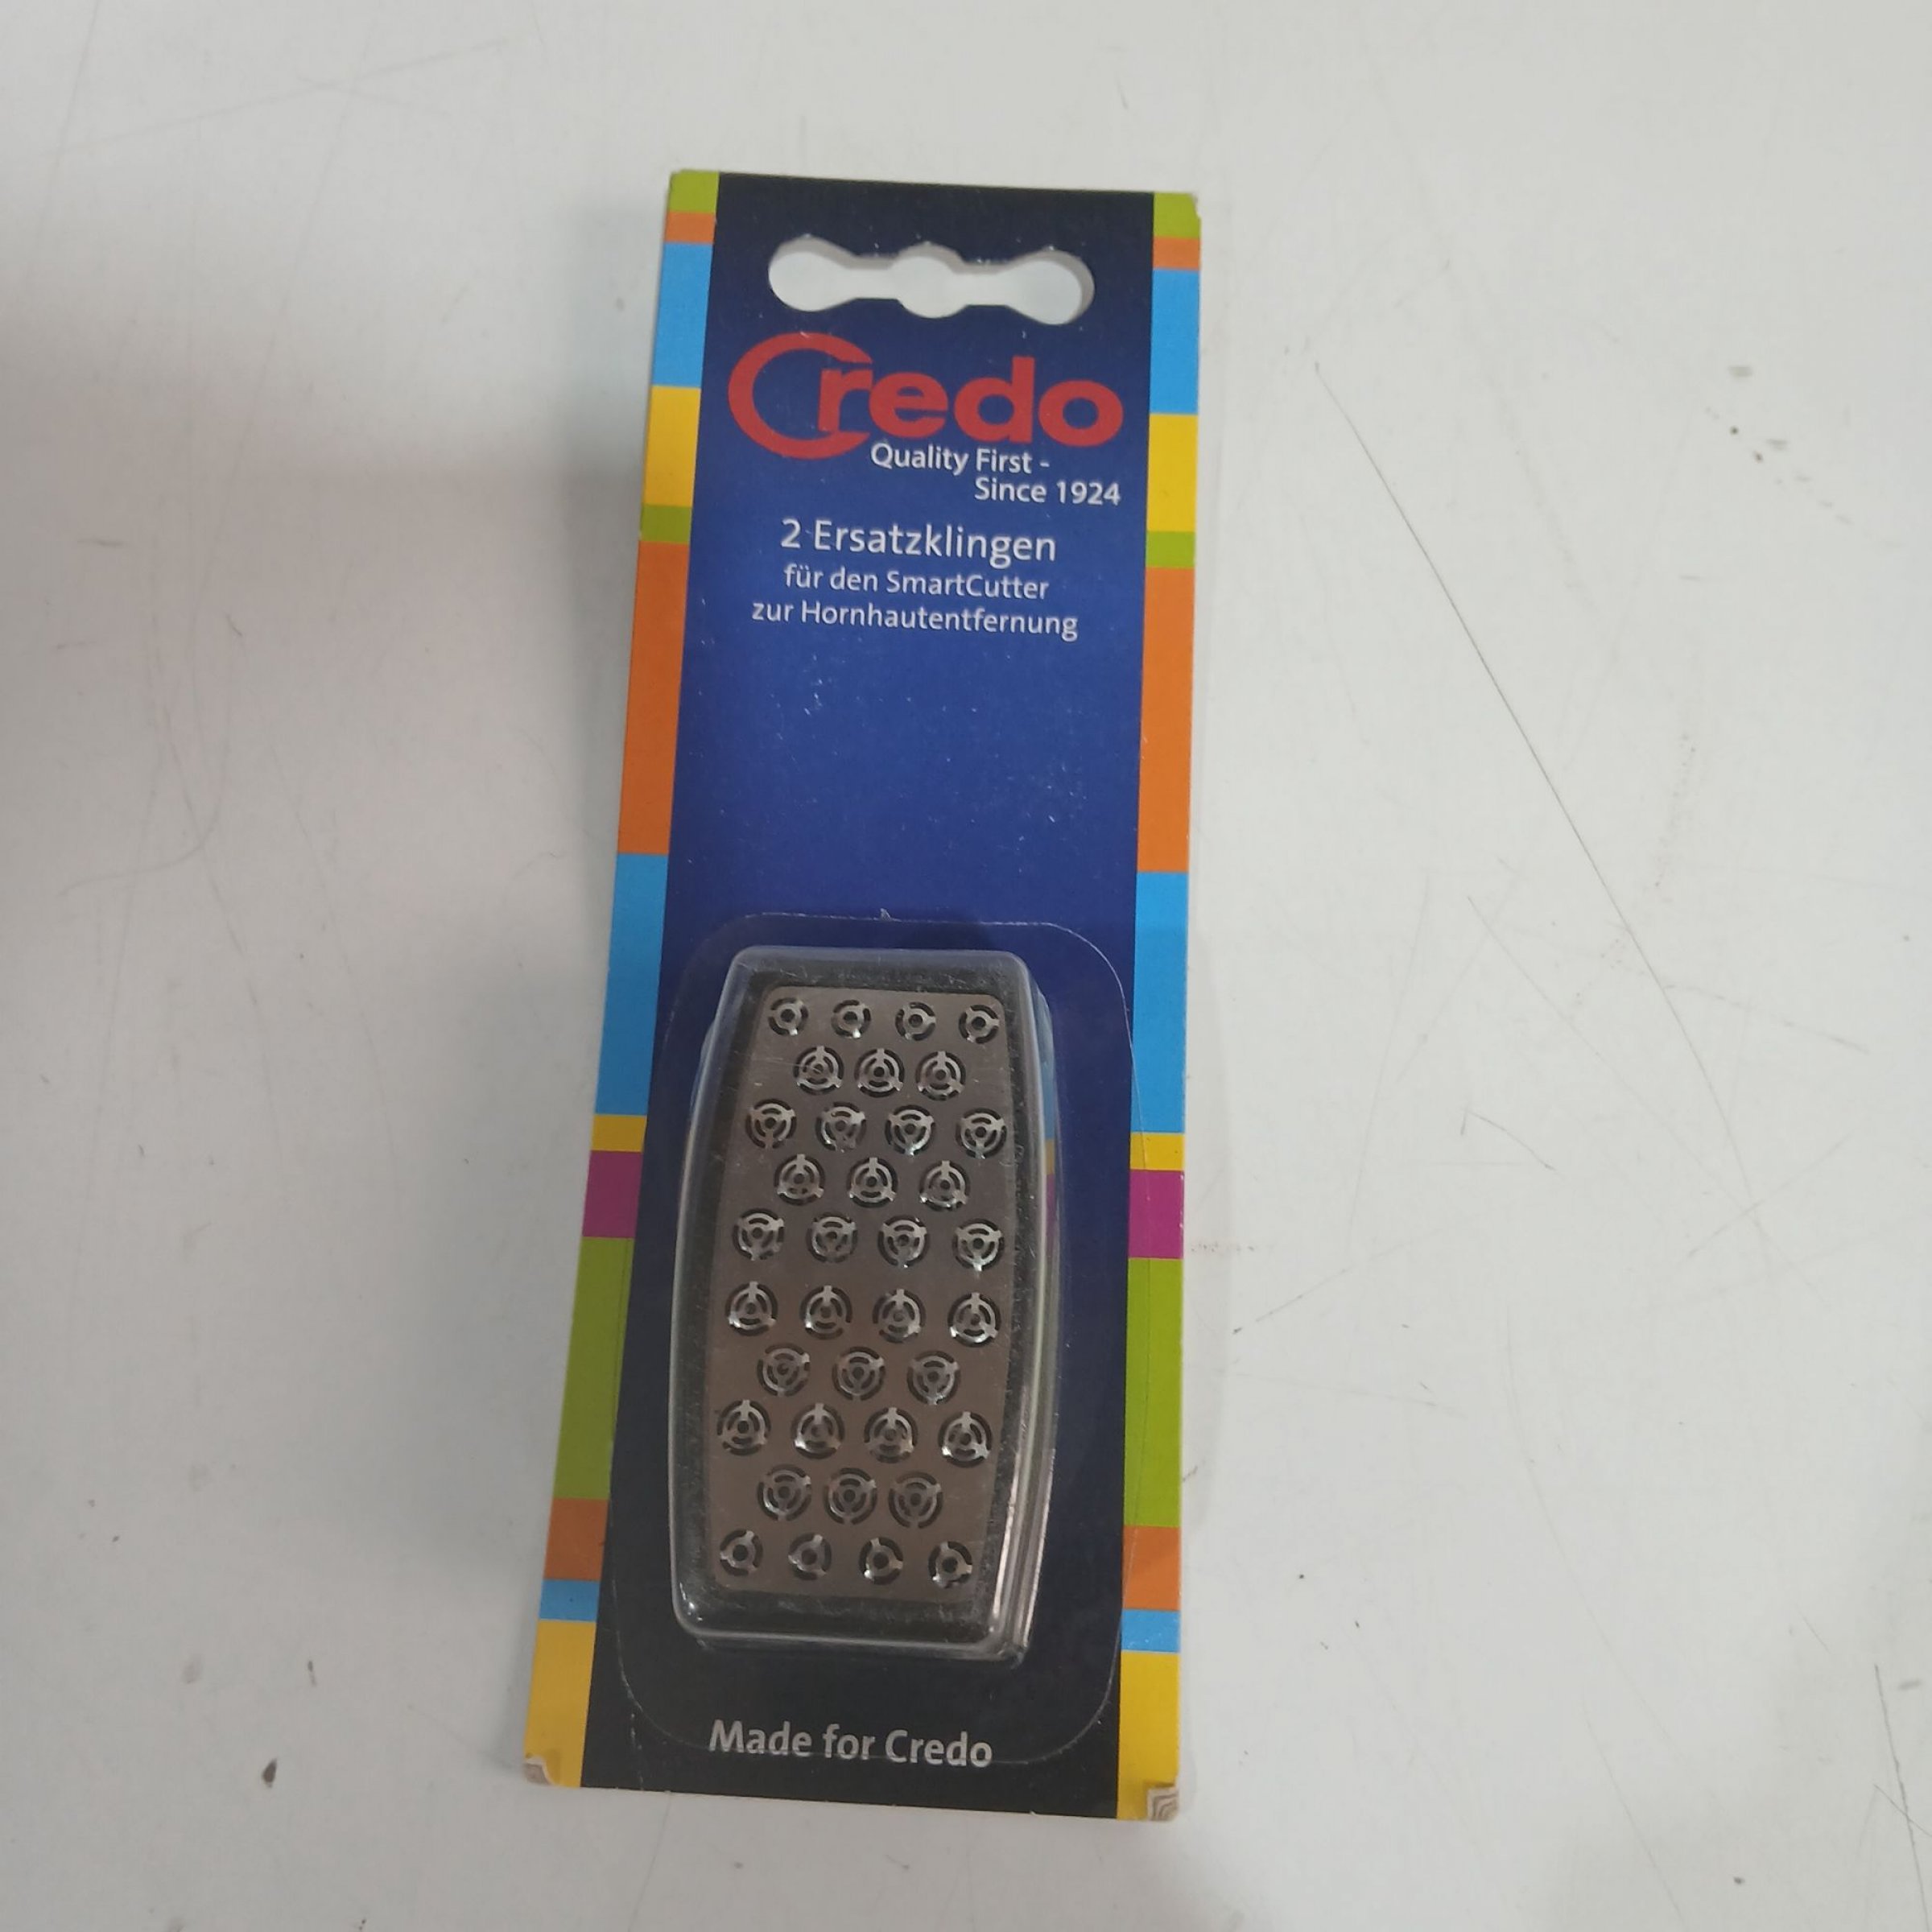 Credo
Quality First -
Since 1924
2 Ersatzklingen
für den SmartCutter
zur Hornhautentfernung
Made for Credo